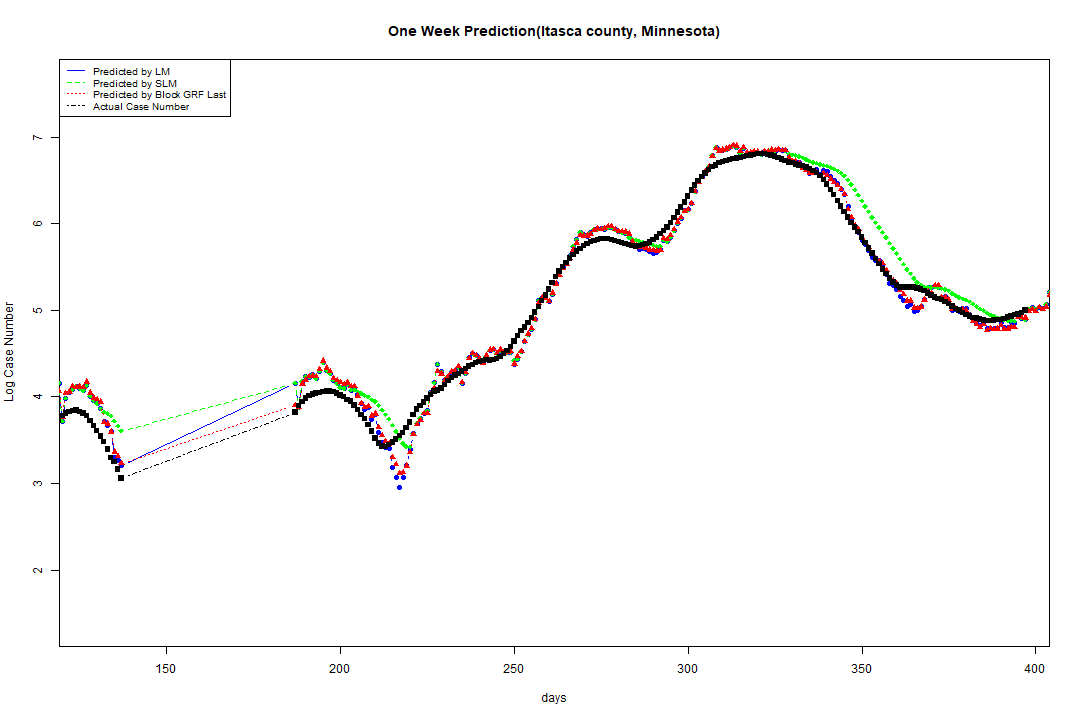 One Week Prediction(Itasca county, Minnesota)
Predicted by LM
Predicted by SLM
Predicted by Block GRF Last
Actual Case Number
7
6
5
4
3
2
Log Case Number
150 200 250 300 350 400
days